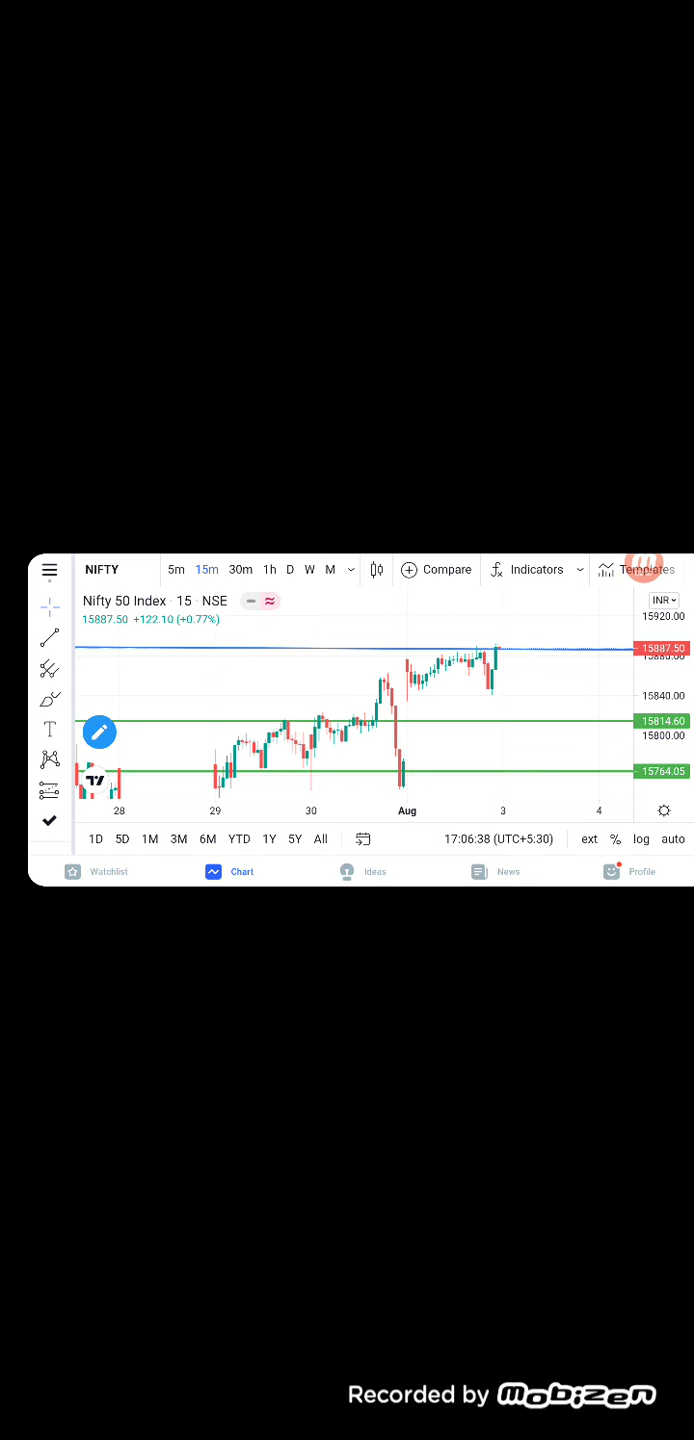 NIFTY 5m 15m 30m 1h D W M Compare Indicators Templates
Nifty 50 Index · 15 · NSE INR
15887.50 +122.10 (+0.77%)
15920.00
15887.50
15880.00
15840.00
15814.60
15800.00
15764.05
28 29 30 Aug 3 4
1D 5D 1M 3M 6M YTD 1Y 5Y All 17:06:38 (UTC+5:30) ext % log auto
Watchlist Chart Ideas News Profile
Recorded by mobizen